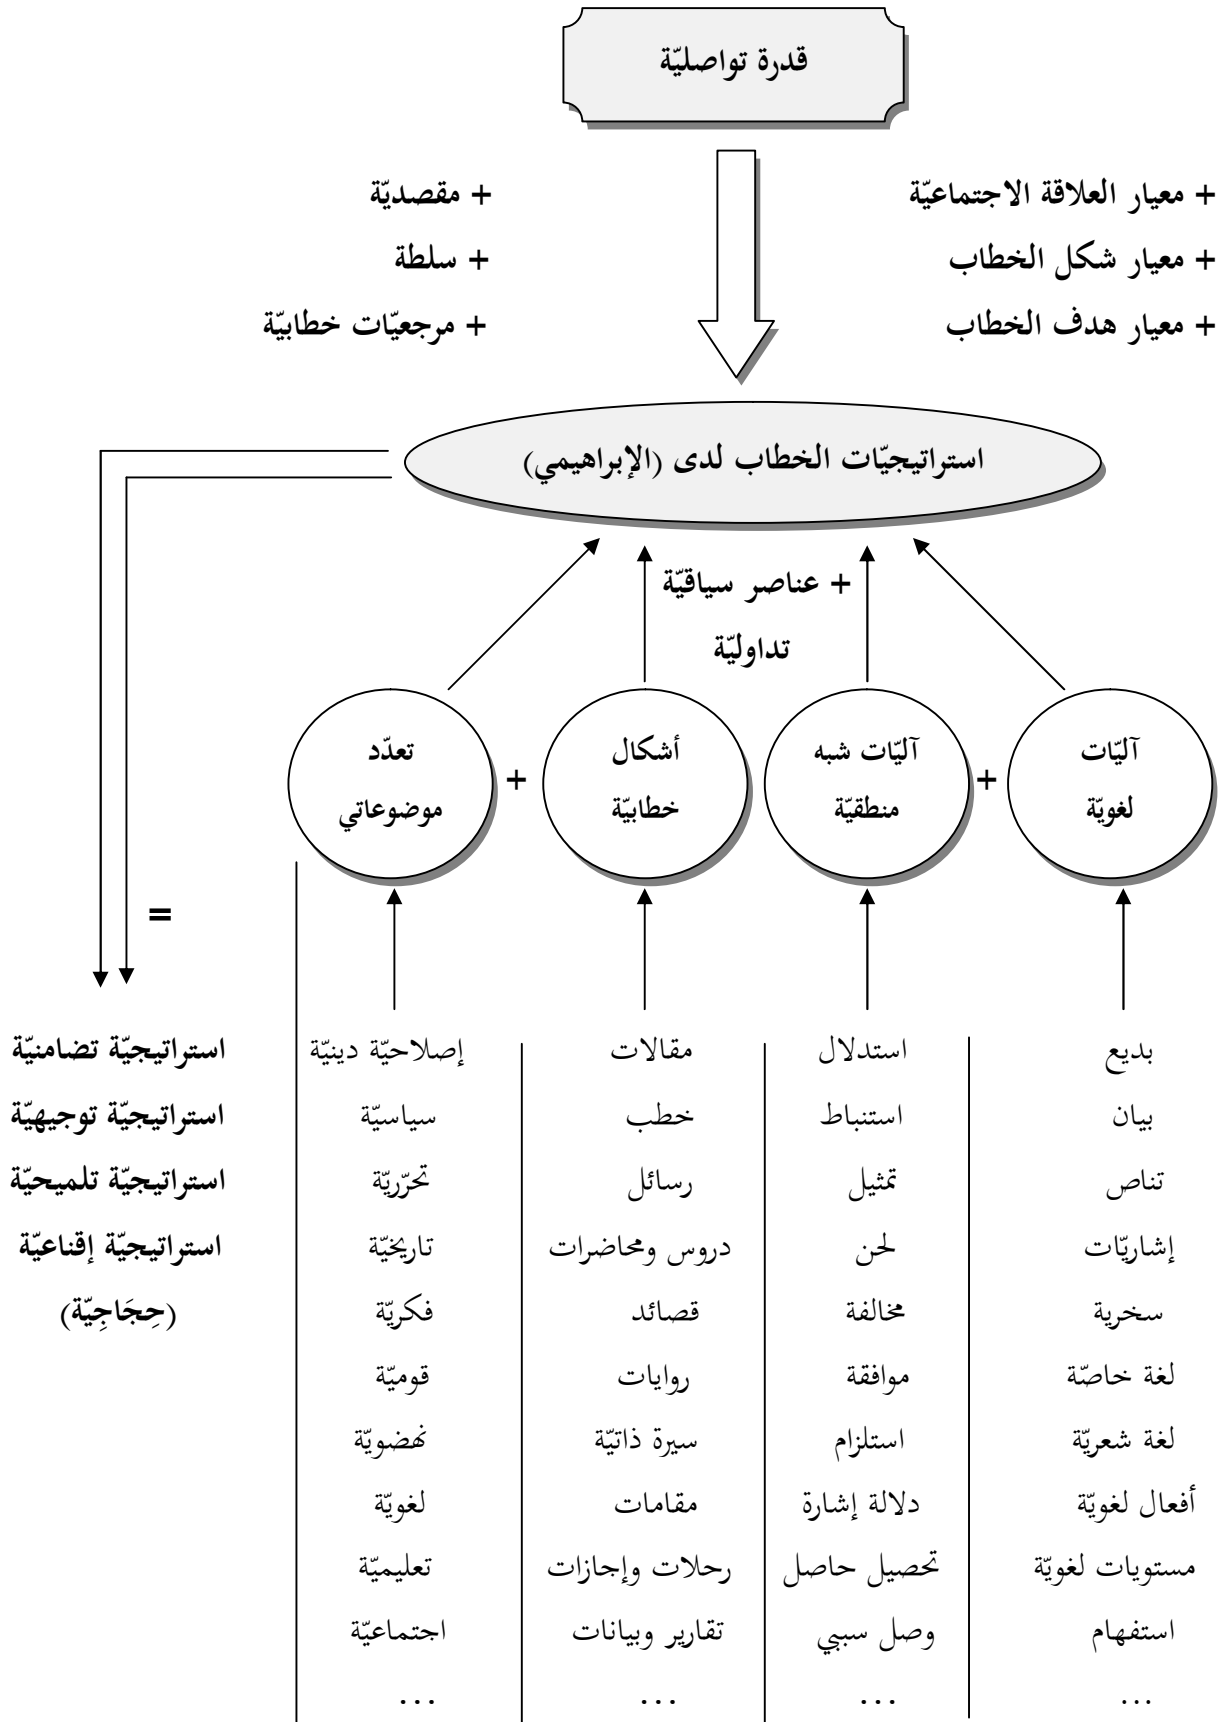 قدرة تواصليّة
+ معيار العلاقة الاجتماعيّة
+ معيار شكل الخطاب
+ معيار هدف الخطاب
+ مقصديّة
+ سلطة
+ مرجعيّات خطابيّة
استراتيجيّات الخطاب لدى (الإبراهيمي)
+ عناصر سياقيّة
تداوليّة
آليّات
لغويّة
+
آليّات شبه
منطقيّة
أشكال
خطابيّة
+
تعدّد
موضوعاتي
=
بديع
بيان
تناص
إشاريّات
سخرية
لغة خاصّة
لغة شعريّة
أفعال لغويّة
مستويات لغويّة
استفهام
...
استدلال
استنباط
تمثيل
لحن
مخالفة
موافقة
استلزام
دلالة إشارة
تحصيل حاصل
وصل سببي
...
مقالات
خطب
رسائل
دروس ومحاضرات
قصائد
روايات
سيرة ذاتيّة
مقامات
رحلات وإجازات
تقارير وبيانات
...
إصلاحيّة دينيّة
سياسيّة
تحرّريّة
تاريخيّة
فكريّة
قوميّة
نهضويّة
لغويّة
تعليميّة
اجتماعيّة
...
استراتيجيّة تضامنيّة
استراتيجيّة توجيهيّة
استراتيجيّة تلميحيّة
استراتيجيّة إقناعيّة
(حِجَاجِيّة)